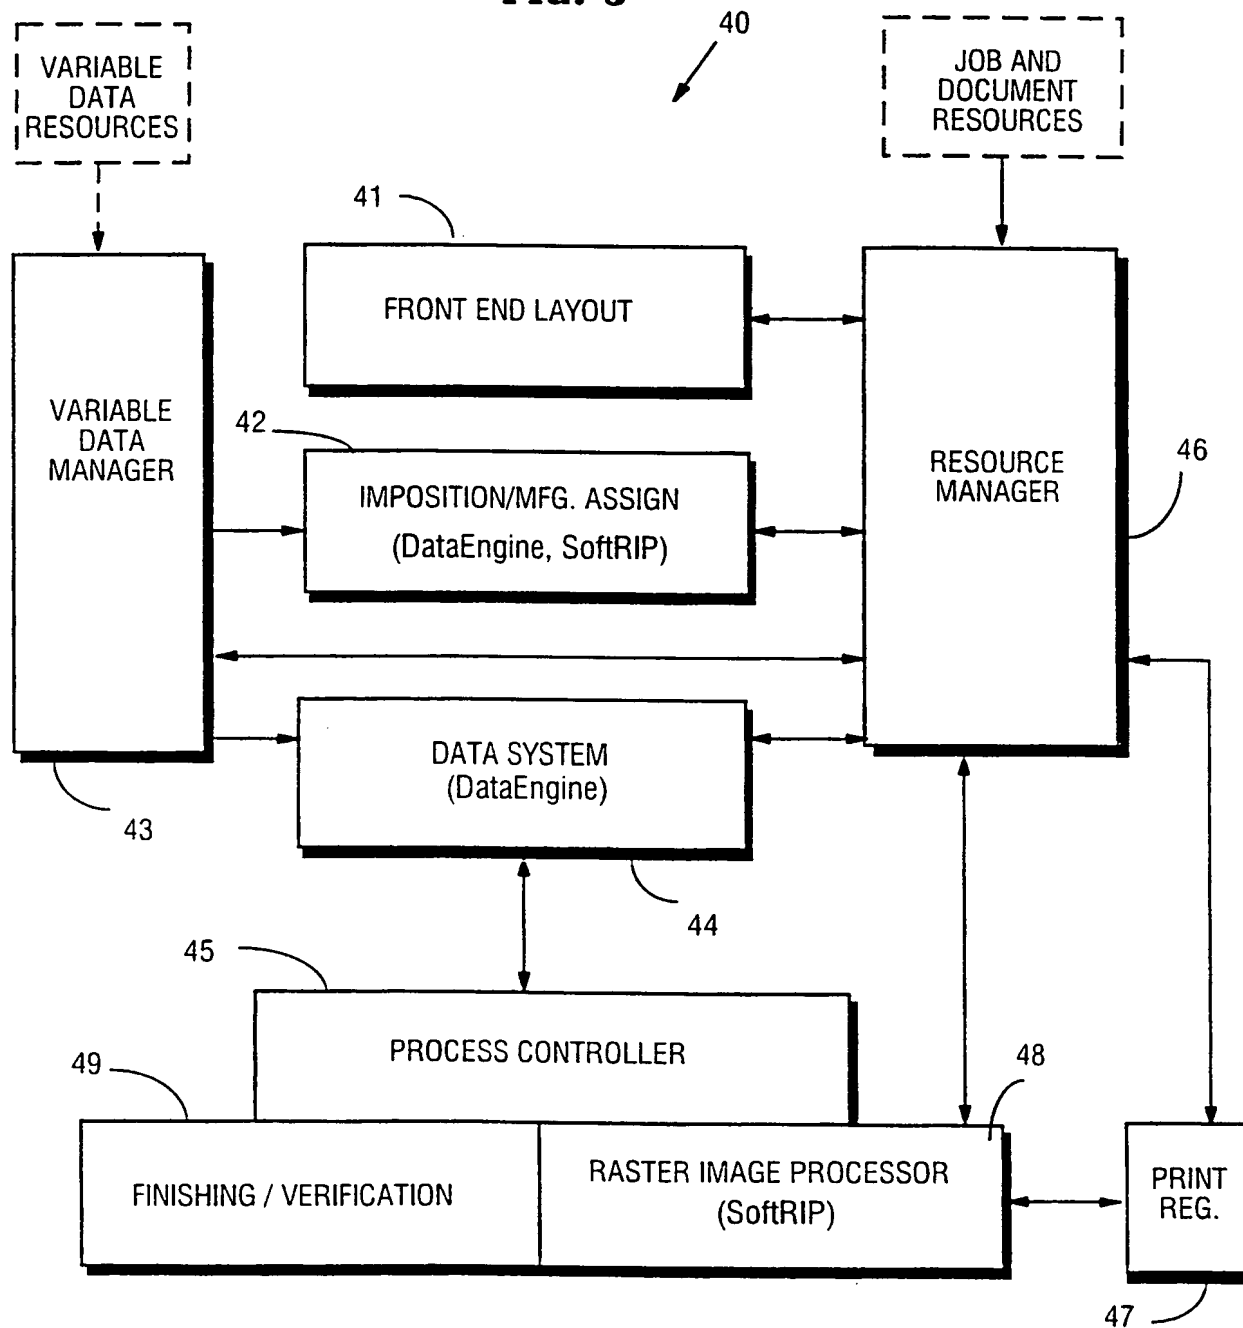 40
VARIABLE
DATA
RESOURCES
JOB AND
DOCUMENT
RESOURCES
41
FRONT END LAYOUT
VARIABLE
DATA
MANAGER
42
IMPOSITION/MFG. ASSIGN
(DataEngine, SoftRIP)
RESOURCE
MANAGER
46
DATA SYSTEM
(DataEngine)
43
44
45
PROCESS CONTROLLER
49
48
FINISHING / VERIFICATION
RASTER IMAGE PROCESSOR
(SoftRIP)
PRINT
REG.
47